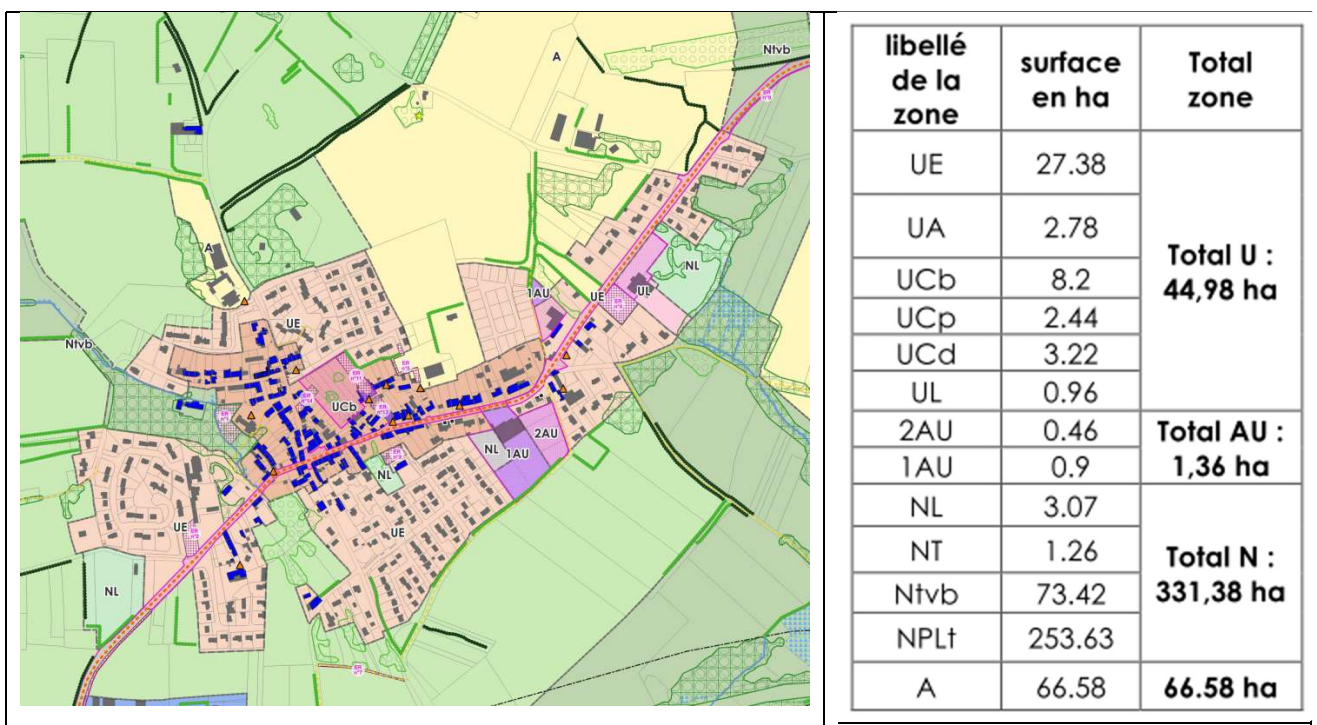 A
Ntvb
ER
n°8
A
NL
1AU
UE
UL
UE
Ntvb
ER
n°11
UCb
2AU
NL
1AU
NL
UE
UE
NL
libellé
de la
zone
surface
en ha
Total
zone
UE
27.38
UA
2.78
UCb
8.2
UCp
2.44
UCd
3.22
UL
0.96
Total U :
44,98 ha
2AU
0.46
1AU
0.9
Total AU :
1,36 ha
NL
3.07
NT
1.26
Ntvb
73.42
NPLt
253.63
Total N :
331,38 ha
A
66.58
66.58 ha